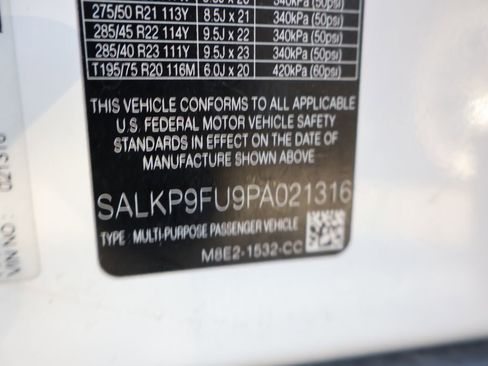 275/50 R21 113Y 8.5J x 21 340kPa (50psi)
285/45 R22 114Y 9.5J x 22 340kPa (50psi)
285/40 R23 111Y 9.5J x 23 340kPa (50psi)
T195/75 R20 116M 6.0J x 20 420kPa (60psi)
THIS VEHICLE CONFORMS TO ALL APPLICABLE
U.S. FEDERAL MOTOR VEHICLE SAFETY
STANDARDS IN EFFECT ON THE DATE OF
MANUFACTURE SHOWN ABOVE.
SALKP9FU9PA021316
TYPE: MULTI-PURPOSE PASSENGER VEHICLE
M8E2-1532-CC
VIN NO:
021316